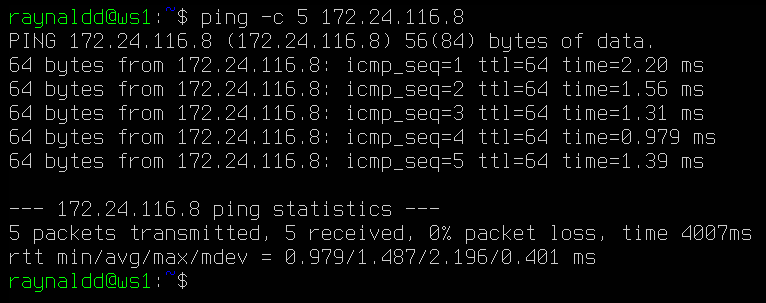 raynaldd@ws1:~$ ping -c 5 172.24.116.8
PING 172.24.116.8 (172.24.116.8) 56(84) bytes of data.
64 bytes from 172.24.116.8: icmp_seq=1 ttl=64 time=2.20 ms
64 bytes from 172.24.116.8: icmp_seq=2 ttl=64 time=1.56 ms
64 bytes from 172.24.116.8: icmp_seq=3 ttl=64 time=1.31 ms
64 bytes from 172.24.116.8: icmp_seq=4 ttl=64 time=0.979 ms
64 bytes from 172.24.116.8: icmp_seq=5 ttl=64 time=1.39 ms

--- 172.24.116.8 ping statistics ---
5 packets transmitted, 5 received, 0% packet loss, time 4007ms
rtt min/avg/max/mdev = 0.979/1.487/2.196/0.401 ms
raynaldd@ws1:~$